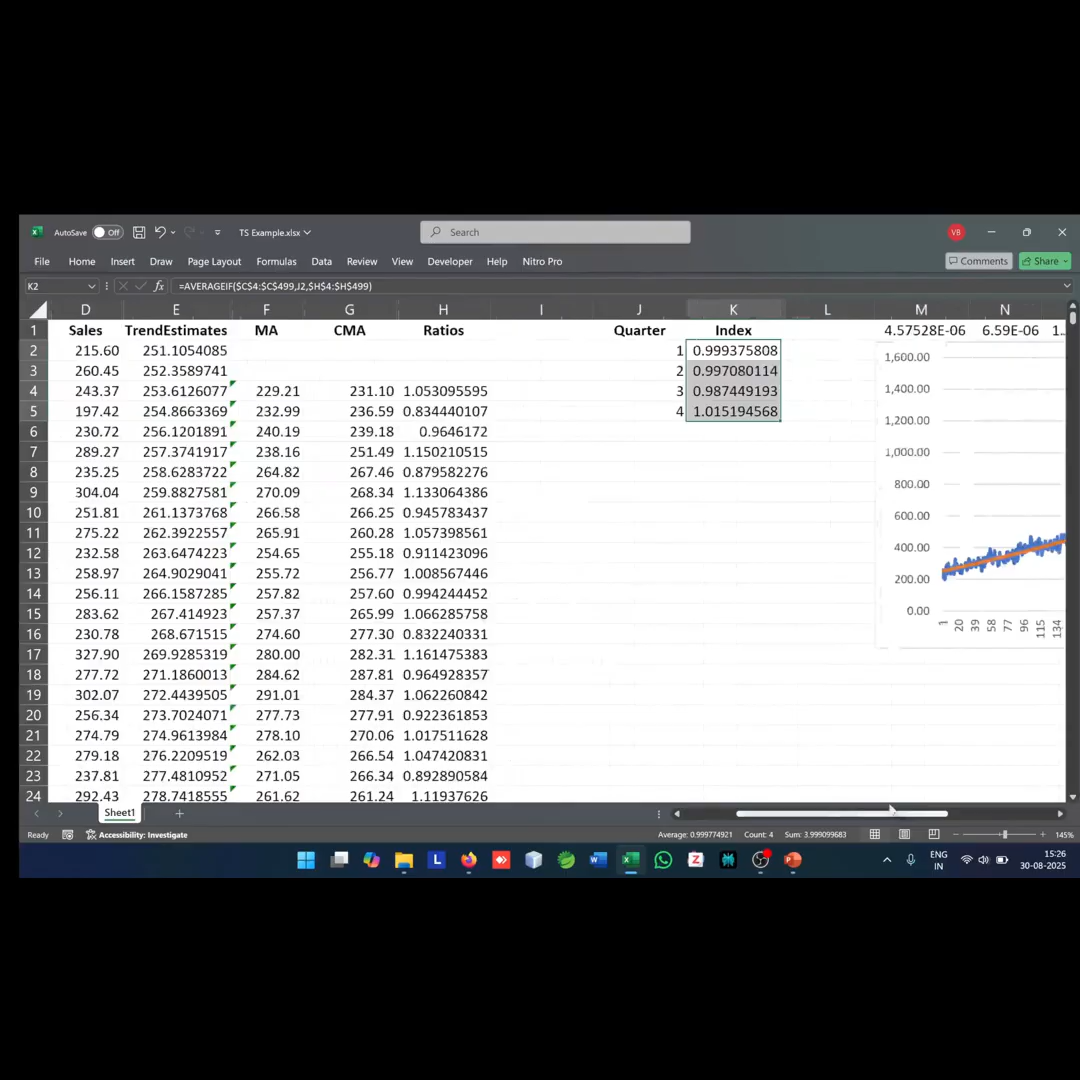 AutoSave Off TS Example.xlsx Search VB
File Home Insert Draw Page Layout Formulas Data Review View Developer Help Nitro Pro Comments Share
K2 fx =AVERAGEIF($C$4:$C$499,J2,$H$4:$H$499)
D E F G H I J K L M N
1 Sales TrendEstimates MA CMA Ratios Quarter Index 4.57528E-06 6.59E-06 1...
2 215.60 251.1054085 1 0.999375808
3 260.45 252.3589741 2 0.997080114
4 243.37 253.6126077 229.21 231.10 1.053095595 3 0.987449193
5 197.42 254.8663369 232.99 236.59 0.834440107 4 1.015194568
6 230.72 256.1201891 240.19 239.18 0.9646172
7 289.27 257.3741917 238.16 251.49 1.150210515
8 235.25 258.6283722 264.82 267.46 0.879582276
9 304.04 259.8827581 270.09 268.34 1.133064386
10 251.81 261.1373768 266.58 266.25 0.945783437
11 275.22 262.3922557 265.91 260.28 1.057398561
12 232.58 263.6474223 254.65 255.18 0.911423096
13 258.97 264.9029041 255.72 256.77 1.008567446
14 256.11 266.1587285 257.82 257.60 0.994244452
15 283.62 267.414923 257.37 265.99 1.066285758
16 230.78 268.671515 274.60 277.30 0.832240331
17 327.90 269.9285319 280.00 282.31 1.161475383
18 277.72 271.1860013 284.62 287.81 0.964928357
19 302.07 272.4439505 291.01 284.37 1.062260842
20 256.34 273.7024071 277.73 277.91 0.922361853
21 274.79 274.9613984 278.10 270.06 1.017511628
22 279.18 276.2209519 262.03 266.54 1.047420831
23 237.81 277.4810952 271.05 266.34 0.892890584
24 292.43 278.7418555 261.62 261.24 1.11937626
1,600.00
1,400.00
1,200.00
1,000.00
800.00
600.00
400.00
200.00
0.00
1 20 39 58 77 96 115 134
Sheet1
Ready Accessibility: Investigate Average: 0.999774921 Count: 4 Sum: 3.999099683 145%
ENG
IN
15:26
30-08-2025